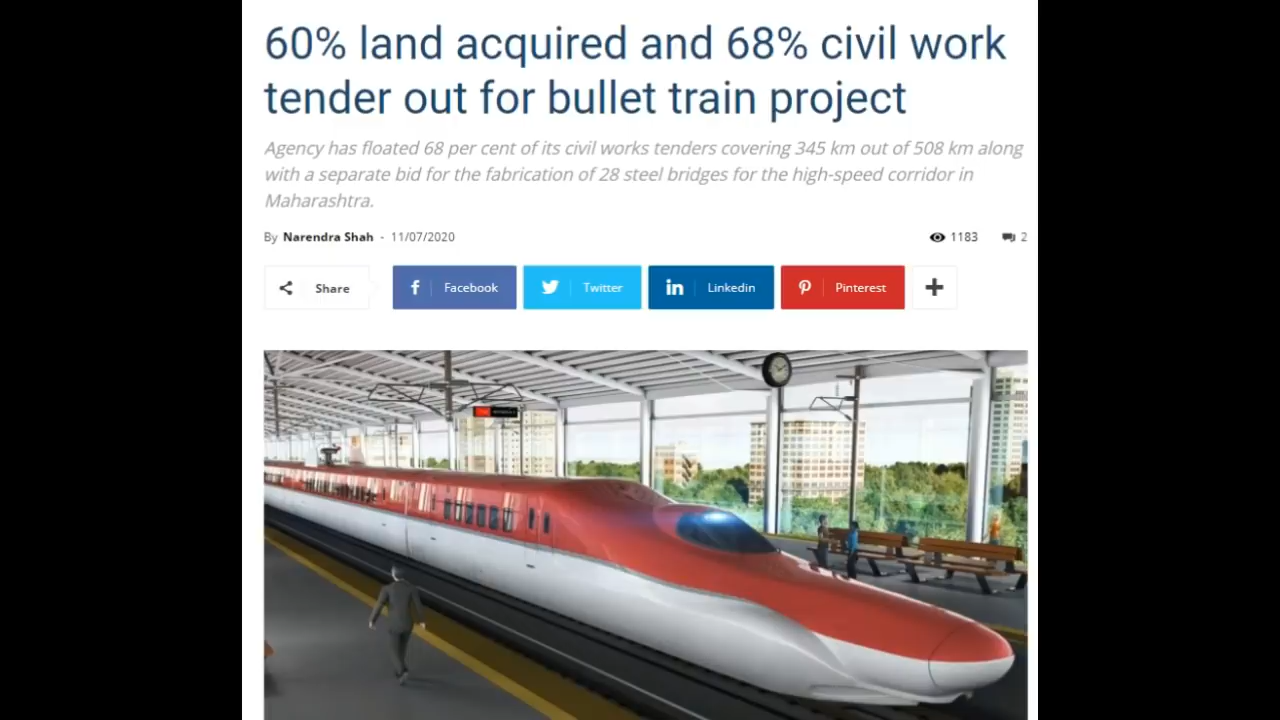 60% land acquired and 68% civil work
tender out for bullet train project
Agency has floated 68 per cent of its civil works tenders covering 345 km out of 508 km along
with a separate bid for the fabrication of 28 steel bridges for the high-speed corridor in
Maharashtra.
By Narendra Shah - 11/07/2020 1183 2
Share Facebook Twitter Linkedin Pinterest